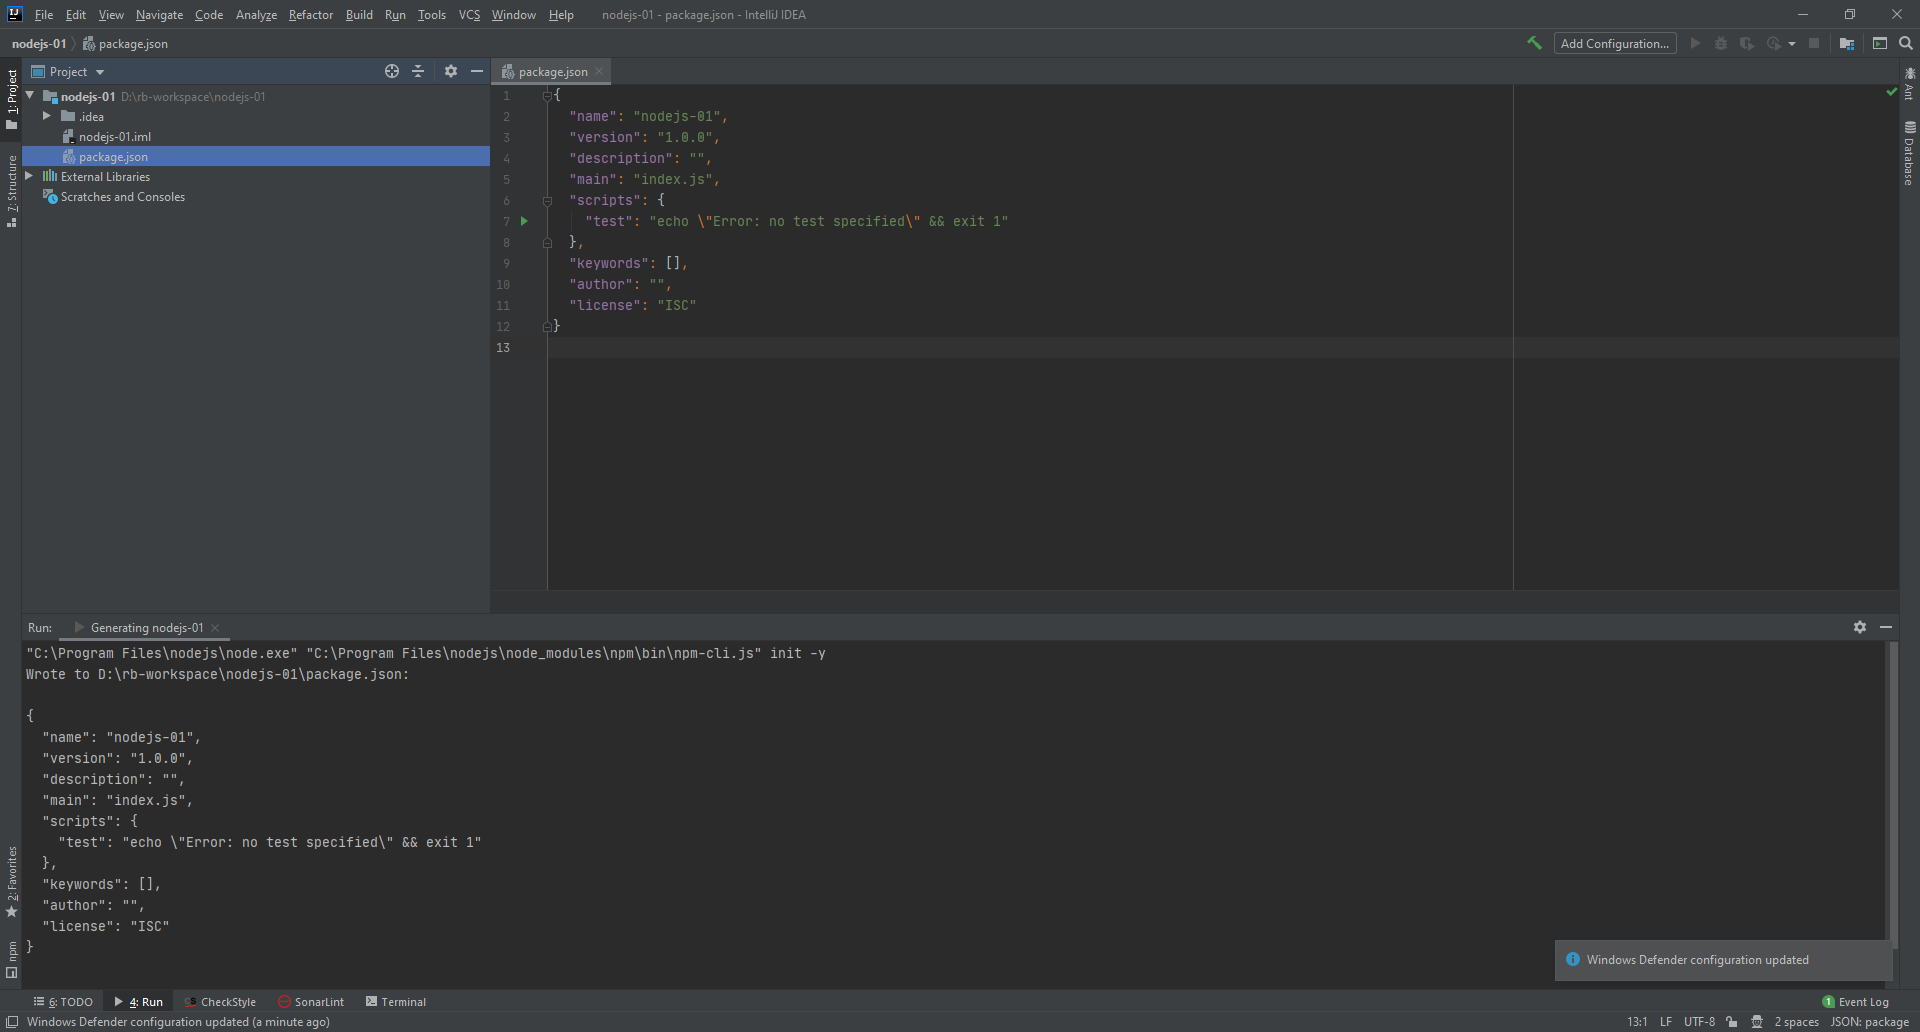 IJ File Edit View Navigate Code Analyze Refactor Build Run Tools VCS Window Help nodejs-01 - package.json - IntelliJ IDEA
nodejs-01 package.json Add Configuration...
1: Project
7: Structure
2: Favorites
npm
Project
nodejs-01 D:\rb-workspace\nodejs-01
.idea
nodejs-01.iml
package.json
External Libraries
Scratches and Consoles
package.json
1 {
2 "name": "nodejs-01",
3 "version": "1.0.0",
4 "description": "",
5 "main": "index.js",
6 "scripts": {
7 "test": "echo \"Error: no test specified\" && exit 1"
8 },
9 "keywords": [],
10 "author": "",
11 "license": "ISC"
12 }
13
Ant
Database
Run: Generating nodejs-01
"C:\Program Files\nodejs\node.exe" "C:\Program Files\nodejs\node_modules\npm\bin\npm-cli.js" init -y
Wrote to D:\rb-workspace\nodejs-01\package.json:
{
"name": "nodejs-01",
"version": "1.0.0",
"description": "",
"main": "index.js",
"scripts": {
"test": "echo \"Error: no test specified\" && exit 1"
},
"keywords": [],
"author": "",
"license": "ISC"
}
Windows Defender configuration updated
6: TODO 4: Run CheckStyle SonarLint Terminal 1 Event Log
Windows Defender configuration updated (a minute ago) 13:1 LF UTF-8 2 spaces JSON: package